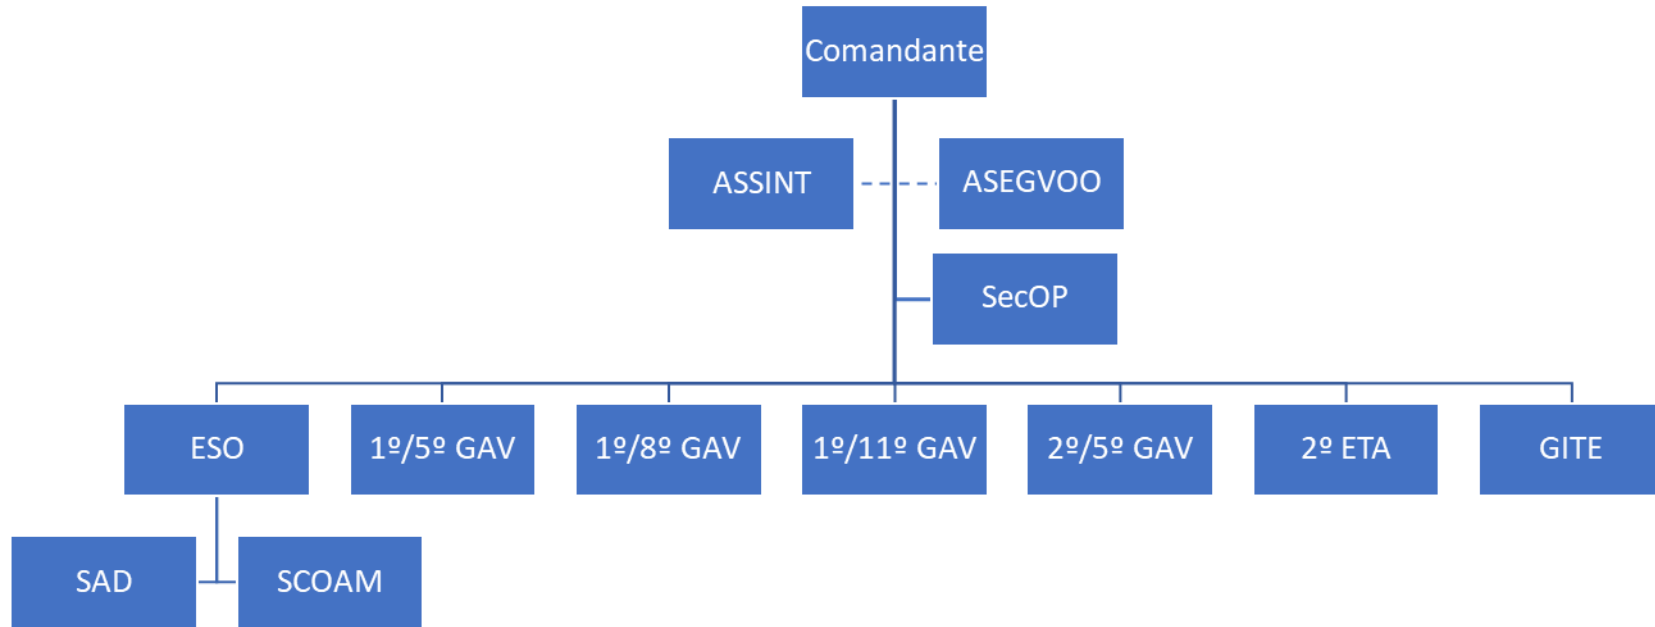 Comandante
ASSINT
ASEGVOO
SecOP
ESO
1º/5º GAV
1º/8º GAV
1º/11º GAV
2º/5º GAV
2º ETA
GITE
SAD
SCOAM